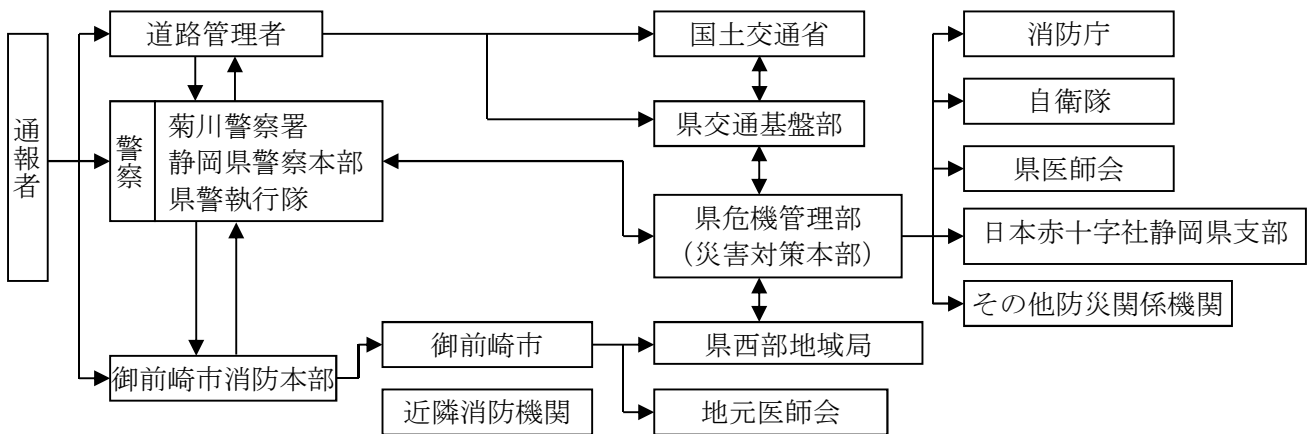 通報者
道路管理者
国土交通省
消防庁
自衛隊
警察
菊川警察署
静岡県警察本部
県警執行隊
県交通基盤部
県医師会
県危機管理部
（災害対策本部）
日本赤十字社静岡県支部
その他防災関係機関
御前崎市消防本部
御前崎市
県西部地域局
近隣消防機関
地元医師会